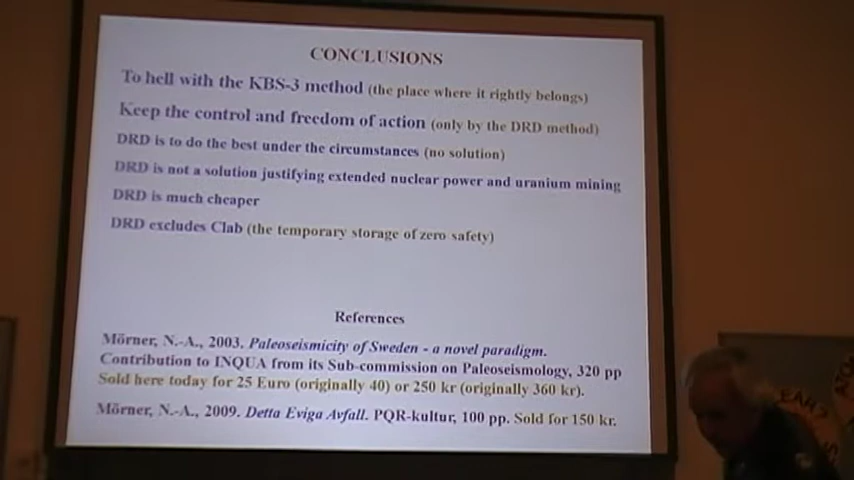 CONCLUSIONS
To hell with the KBS-3 method (the place where it rightly belongs)
Keep the control and freedom of action (only by the DRD method)
DRD is to do the best under the circumstances (no solution)
DRD is not a solution justifying extended nuclear power and uranium mining
DRD is much cheaper
DRD excludes Clab (the temporary storage of zero safety)
References
Mörner, N.-A., 2003. Paleoseismicity of Sweden - a novel paradigm.
Contribution to INQUA from its Sub-commission on Paleoseismology, 320 pp
Sold here today for 25 Euro (originally 40) or 250 kr (originally 360 kr).
Mörner, N.-A., 2009. Detta Eviga Avfall. PQR-kultur, 100 pp. Sold for 150 kr.